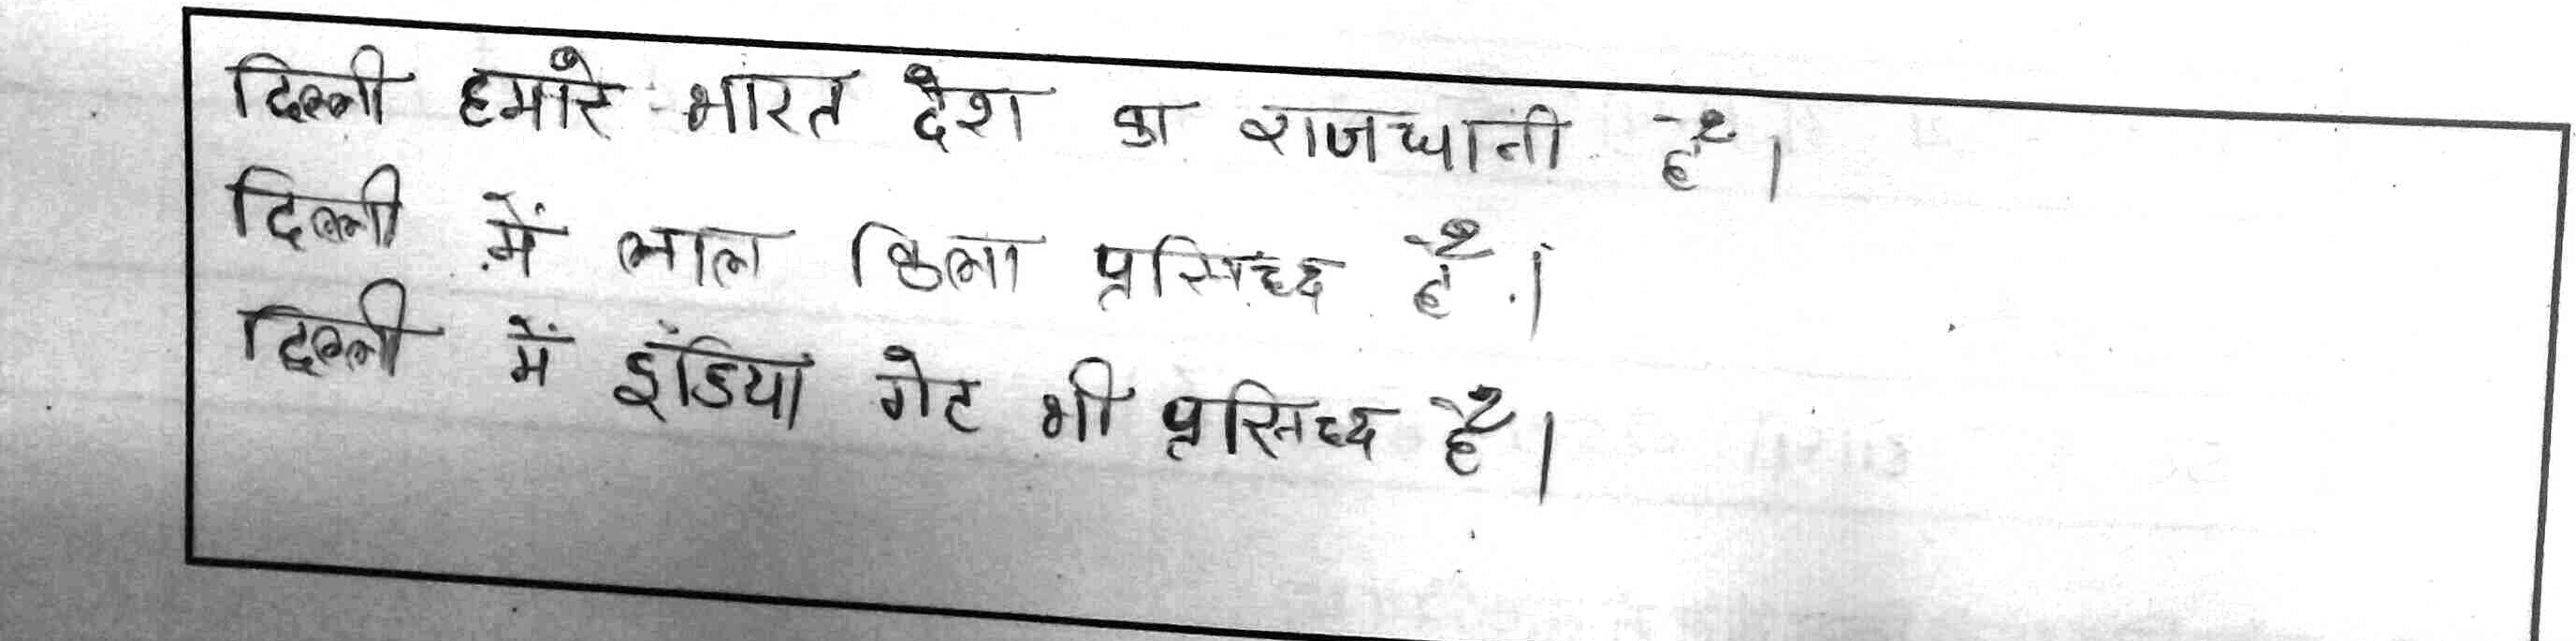 दिल्ली हमारे भारत देश का राजधानी है।
दिल्ली में लाल किला प्रसिध्द है।
दिल्ली में इंडिया गेट भी प्रसिध्द है।